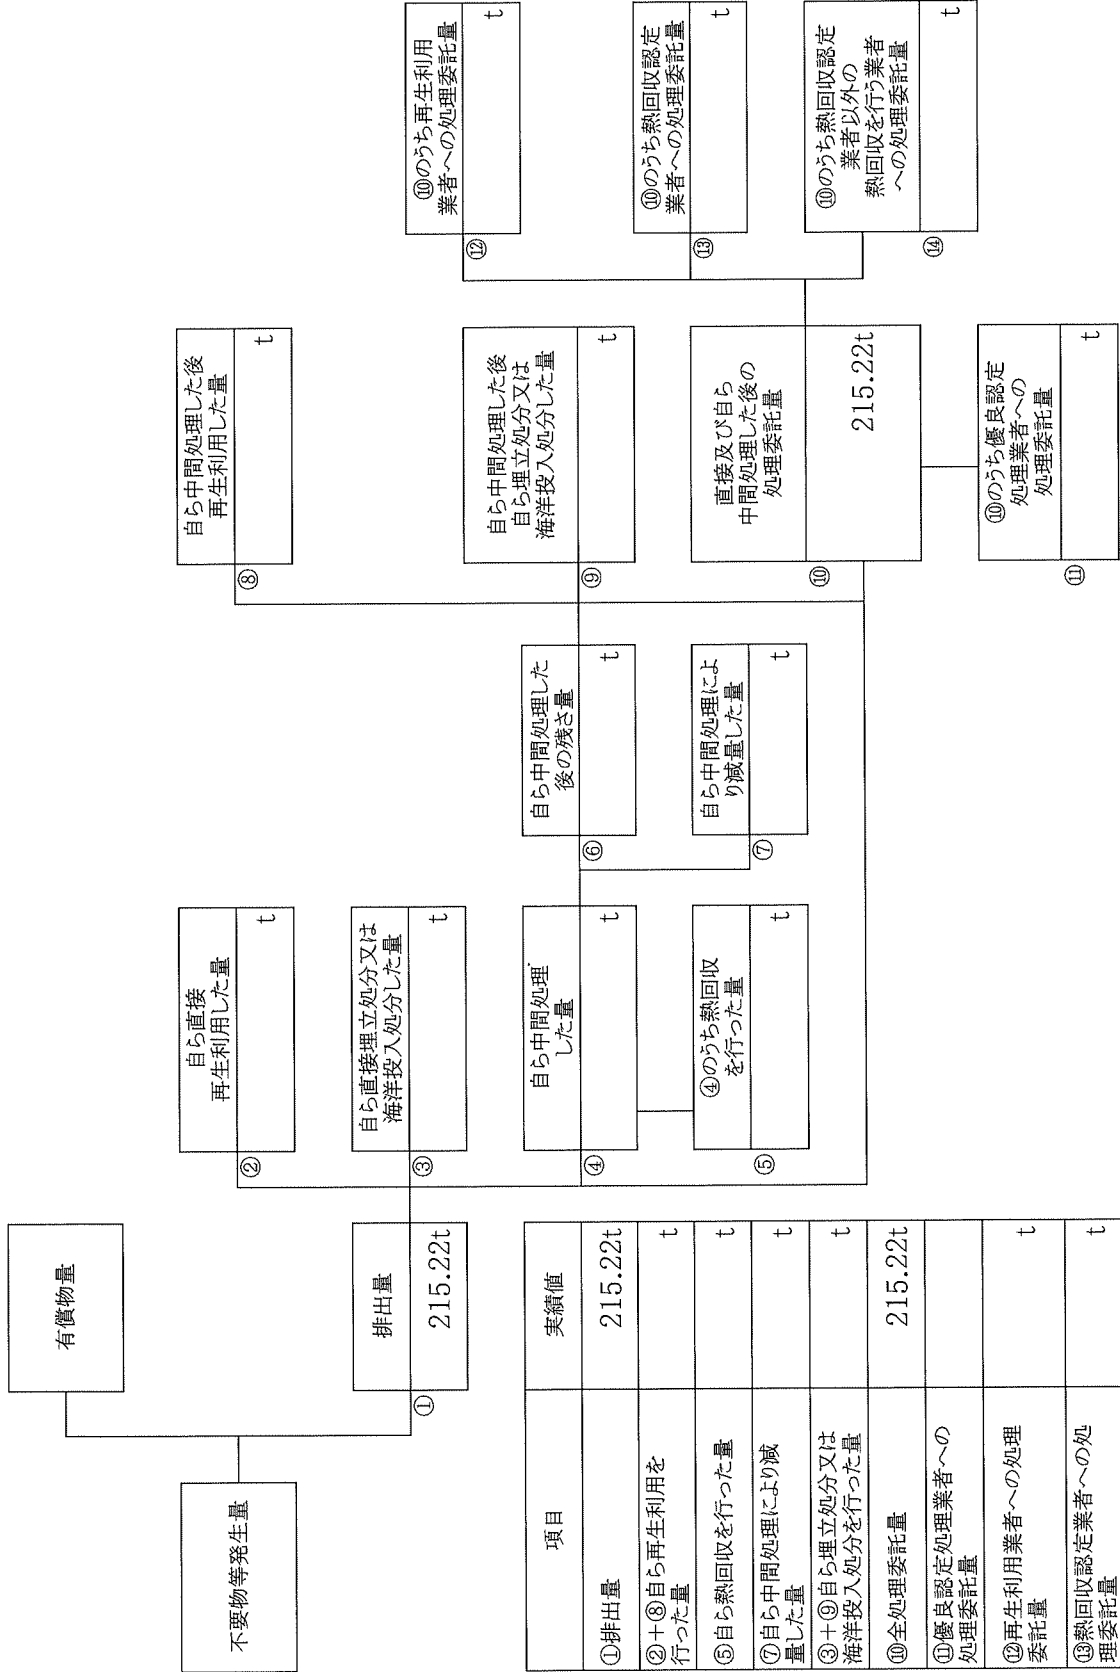 不要物等発生量
有償物量
排出量
①
215.22t
自ら直接
再生利用した量
②
t
自ら直接埋立処分又は
海洋投入処分した量
③
t
自ら中間処理
した量
④
t
④のうち熱回収
を行った量
⑤
t
自ら中間処理した
後の残さ量
⑥
t
自ら中間処理によ
り減量した量
⑦
t
自ら中間処理した後
再生利用した量
⑧
t
自ら中間処理した後
自ら埋立処分又は
海洋投入処分した量
⑨
t
直接及び自ら
中間処理した後の
処理委託量
⑩
215.22t
⑩のうち優良認定
処理業者への
処理委託量
⑪
t
⑩のうち再生利用
業者への処理委託量
⑫
t
⑩のうち熱回収認定
業者への処理委託量
⑬
t
⑩のうち熱回収認定
業者以外の
熱回収を行う業者
への処理委託量
⑭
t
項目 実績値
①排出量 215.22t
②+⑧自ら再生利用を
行った量 t
⑤自ら熱回収を行った量 t
⑦自ら中間処理により減
量した量 t
③+⑨自ら埋立処分又は
海洋投入処分を行った量 t
⑩全処理委託量 215.22t
⑪優良認定処理業者への
処理委託量
⑫再生利用業者への処理
委託量 t
⑬熱回収認定業者への処
理委託量 t